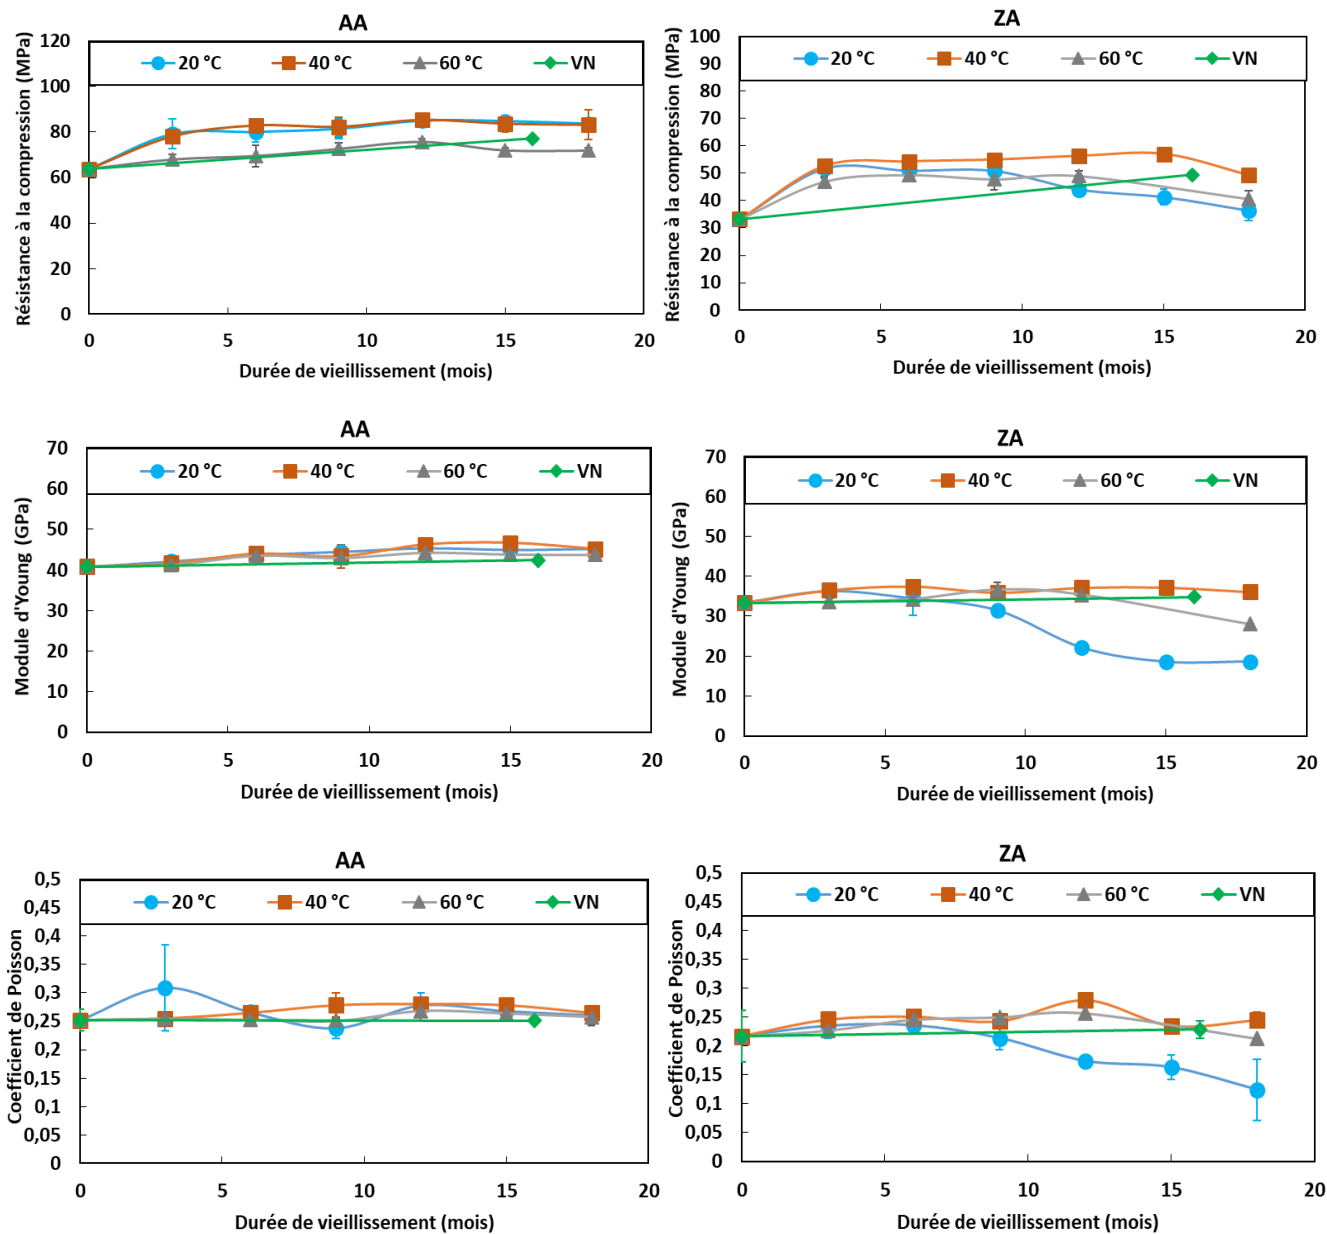 AA
Résistance à la compression (MPa)
120
100
80
60
40
20
0
20 °C 40 °C 60 °C VN
0 5 10 15 20
Durée de vieillissement (mois)
ZA
Résistance à la compression (MPa)
100
90
80
70
60
50
40
30
20
10
0
20 °C 40 °C 60 °C VN
0 5 10 15 20
Durée de vieillissement (mois)
AA
Module d'Young (GPa)
70
60
50
40
30
20
10
0
20 °C 40 °C 60 °C VN
0 5 10 15 20
Durée de vieillissement (mois)
ZA
Module d'Young (GPa)
70
60
50
40
30
20
10
0
20 °C 40 °C 60 °C VN
0 5 10 15 20
Durée de vieillissement (mois)
AA
Coefficient de Poisson
0,5
0,45
0,4
0,35
0,3
0,25
0,2
0,15
0,1
0,05
0
20 °C 40 °C 60 °C VN
0 5 10 15 20
Durée de vieillissement (mois)
ZA
Coefficient de Poisson
0,5
0,45
0,4
0,35
0,3
0,25
0,2
0,15
0,1
0,05
0
20 °C 40 °C 60 °C VN
0 5 10 15 20
Durée de vieillissement (mois)